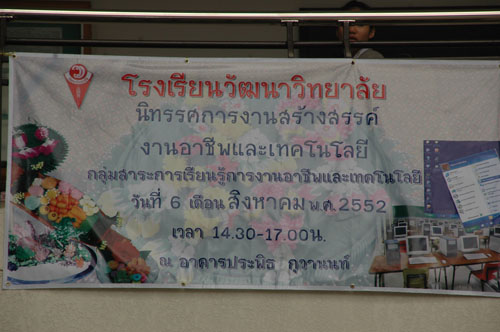 โรงเรียนวัฒนาวิทยาลัย
นิทรรศการงานสร้างสรรค์
งานอาชีพและเทคโนโลยี
กลุ่มสาระการเรียนรู้การงานอาชีพและเทคโนโลยี
วันที่ 6 เดือน สิงหาคม พ.ศ.2552
เวลา 14.30-17.00น.
ณ อาคารประพิธ ภูวานนท์